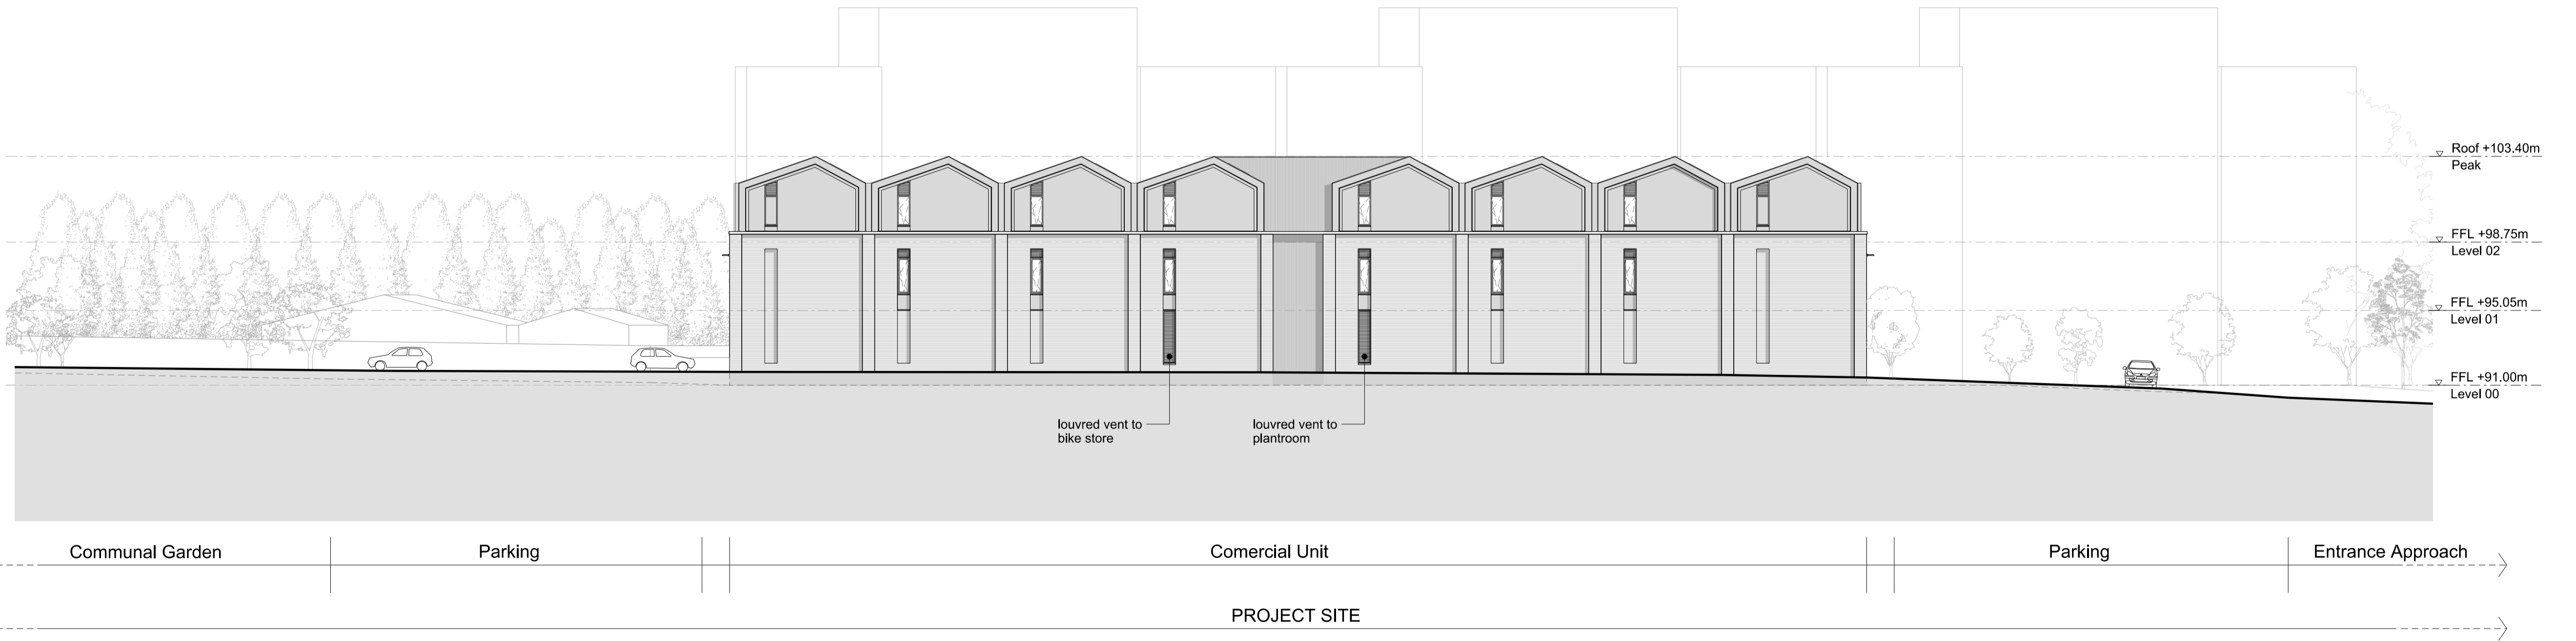 Roof +103.40m
Peak
FFL +98.75m
Level 02
FFL +95.05m
Level 01
FFL +91.00m
Level 00
louvred vent to
bike store
louvred vent to
plantroom
Communal Garden
Parking
Comercial Unit
Parking
Entrance Approach
PROJECT SITE